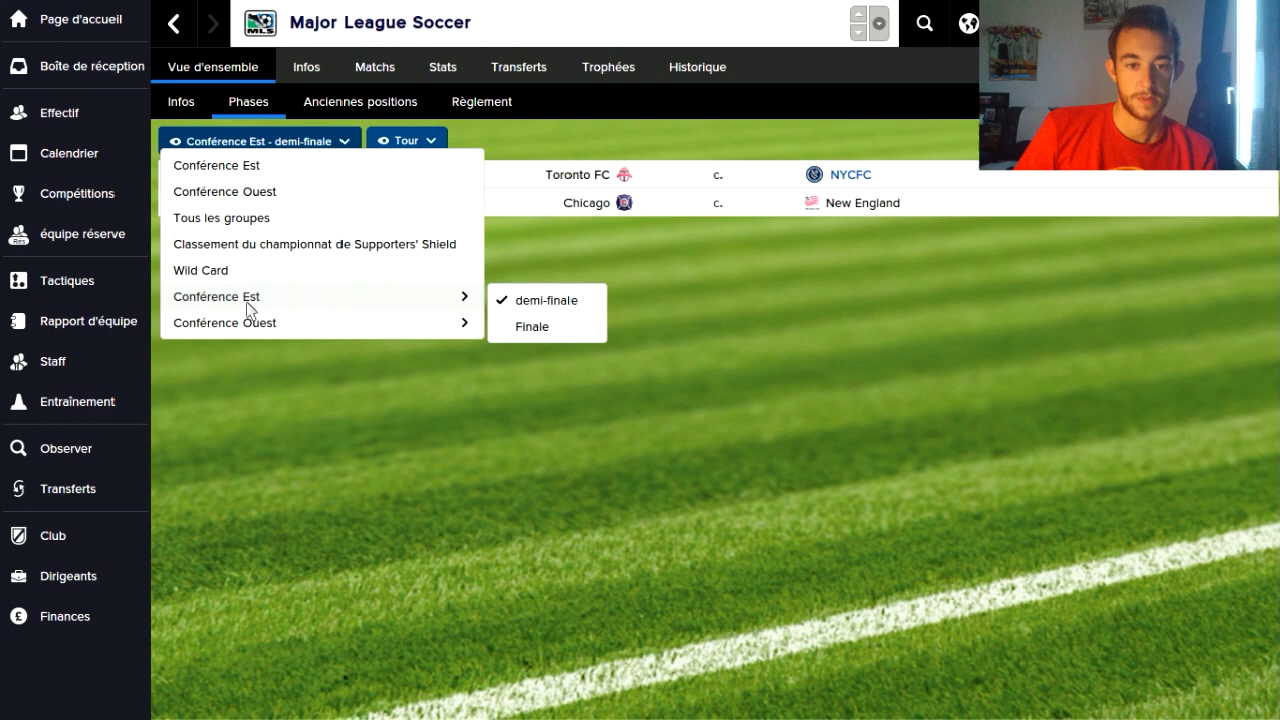 Page d'accueil
Boîte de réception
Effectif
Calendrier
Compétitions
équipe réserve
Rés
Tactiques
Rapport d'équipe
Staff
Entraînement
Observer
Transferts
Club
Dirigeants
Finances
MLS
Major League Soccer
Vue d'ensemble Infos Matchs Stats Transferts Trophées Historique
Infos Phases Anciennes positions Règlement
Conférence Est - demi-finale Tour
Conférence Est
Conférence Ouest
Tous les groupes
Classement du championnat de Supporters' Shield
Wild Card
Conférence Est
Conférence Ouest
demi-finale
Finale
Toronto FC c. NYCFC
Chicago c. New England